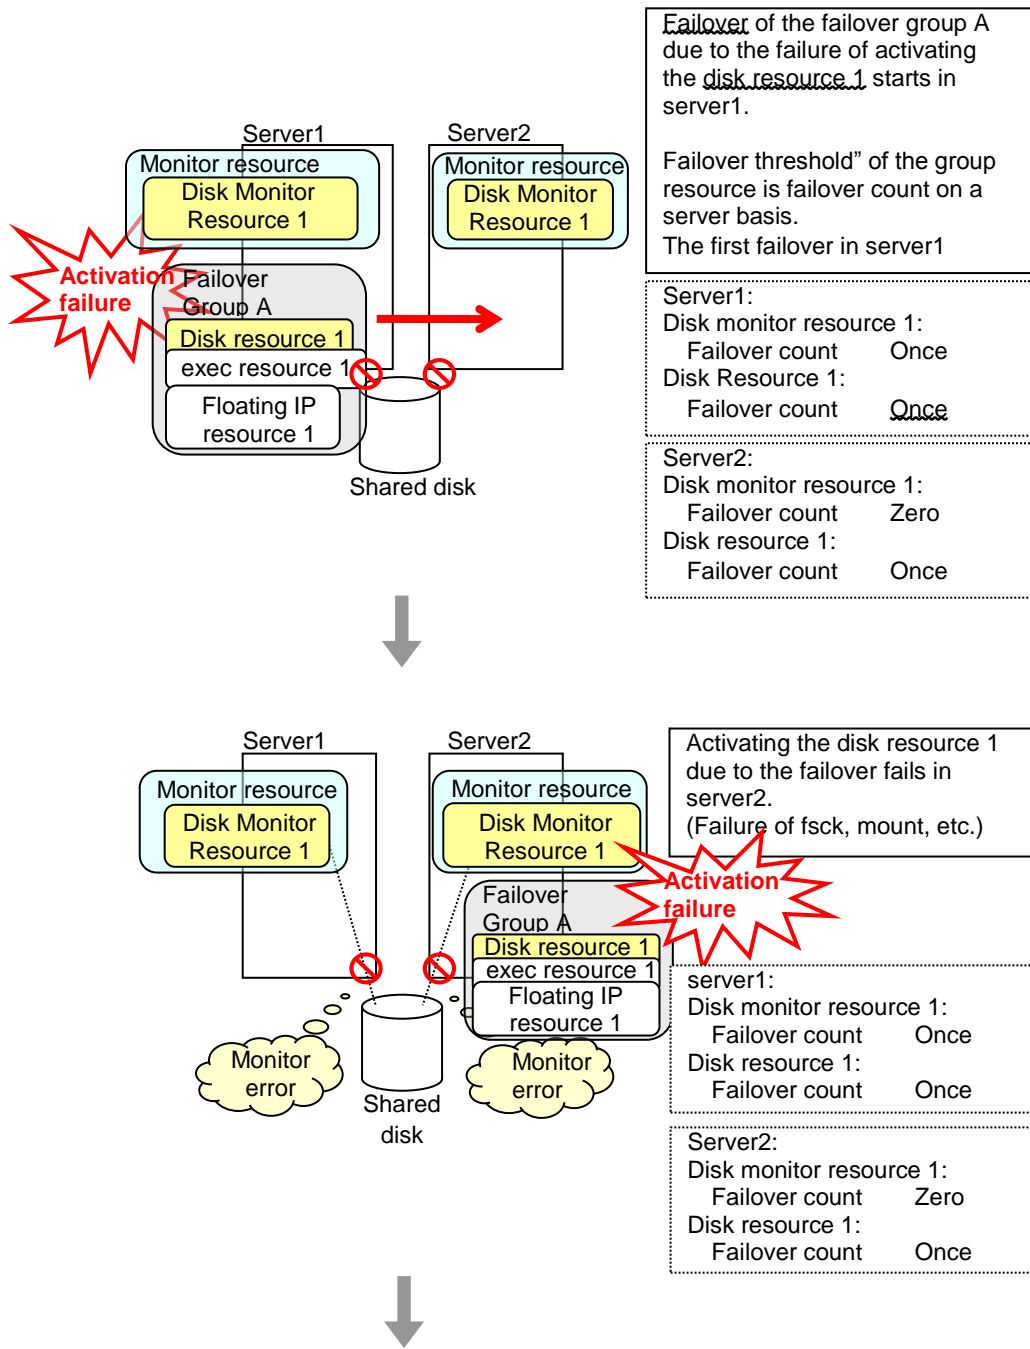 Failover of the failover group A
due to the failure of activating
the disk resource 1 starts in
server1.
Failover threshold” of the group
resource is failover count on a
server basis.
The first failover in server1
Server1
Server2
Monitor resource
Disk Monitor
Resource 1
Monitor resource
Disk Monitor
Resource 1
Activation
failure
Failover
Group A
Disk resource 1
exec resource 1
Floating IP
resource 1
Shared disk
Server1:
Disk monitor resource 1:
Failover count Once
Disk Resource 1:
Failover count Once
Server2:
Disk monitor resource 1:
Failover count Zero
Disk resource 1:
Failover count Once
Server1
Server2
Monitor resource
Disk Monitor
Resource 1
Monitor resource
Disk Monitor
Resource 1
Activating the disk resource 1
due to the failover fails in
server2.
(Failure of fsck, mount, etc.)
Activation
failure
Failover
Group A
Disk resource 1
exec resource 1
Floating IP
resource 1
Monitor
error
Shared
disk
Monitor
error
server1:
Disk monitor resource 1:
Failover count Once
Disk resource 1:
Failover count Once
Server2:
Disk monitor resource 1:
Failover count Zero
Disk resource 1:
Failover count Once